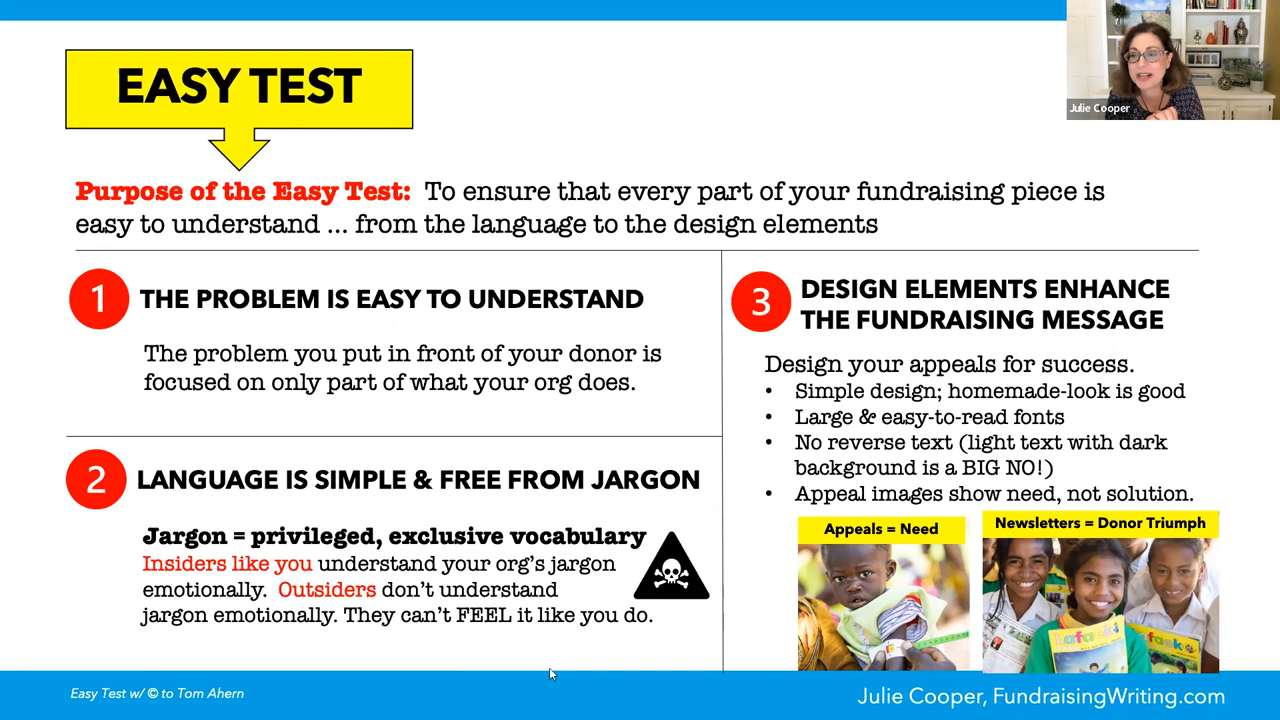 Julie Cooper
EASY TEST
Purpose of the Easy Test: To ensure that every part of your fundraising piece is
easy to understand ... from the language to the design elements
1
THE PROBLEM IS EASY TO UNDERSTAND
The problem you put in front of your donor is
focused on only part of what your org does.
2
LANGUAGE IS SIMPLE & FREE FROM JARGON
Jargon = privileged, exclusive vocabulary
Insiders like you understand your org's jargon
emotionally. Outsiders don't understand
jargon emotionally. They can't FEEL it like you do.
3
DESIGN ELEMENTS ENHANCE
THE FUNDRAISING MESSAGE
Design your appeals for success.
• Simple design; homemade-look is good
• Large & easy-to-read fonts
• No reverse text (light text with dark
background is a BIG NO!)
• Appeal images show need, not solution.
Appeals = Need
Newsletters = Donor Triumph
Lafaek
Lafaek
Easy Test w/ © to Tom Ahern
Julie Cooper, FundraisingWriting.com